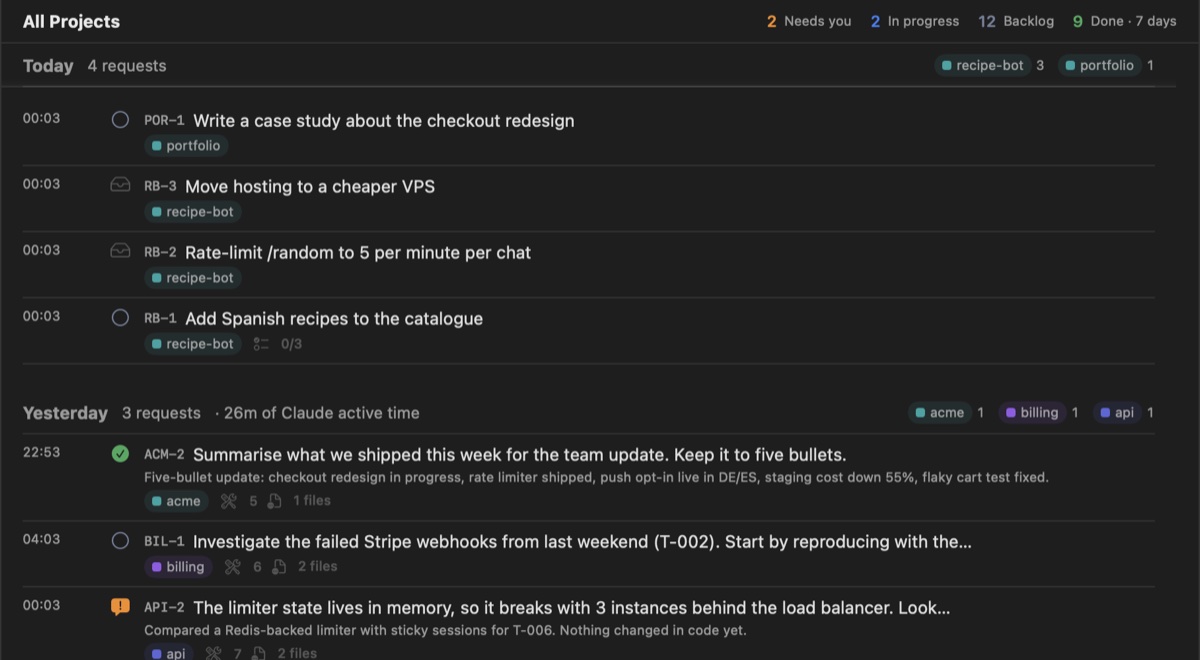 All Projects
2 Needs you 2 In progress 12 Backlog 9 Done · 7 days
Today 4 requests
recipe-bot 3 portfolio 1
00:03 POR-1 Write a case study about the checkout redesign
portfolio
00:03 RB-3 Move hosting to a cheaper VPS
recipe-bot
00:03 RB-2 Rate-limit /random to 5 per minute per chat
recipe-bot
00:03 RB-1 Add Spanish recipes to the catalogue
recipe-bot 0/3
Yesterday 3 requests · 26m of Claude active time
acme 1 billing 1 api 1
22:53 ACM-2 Summarise what we shipped this week for the team update. Keep it to five bullets.
Five-bullet update: checkout redesign in progress, rate limiter shipped, push opt-in live in DE/ES, staging cost down 55%, flaky cart test fixed.
acme 5 1 files
04:03 BIL-1 Investigate the failed Stripe webhooks from last weekend (T-002). Start by reproducing with the...
billing 6 2 files
00:03 API-2 The limiter state lives in memory, so it breaks with 3 instances behind the load balancer. Look...
Compared a Redis-backed limiter with sticky sessions for T-006. Nothing changed in code yet.
api 7 2 files